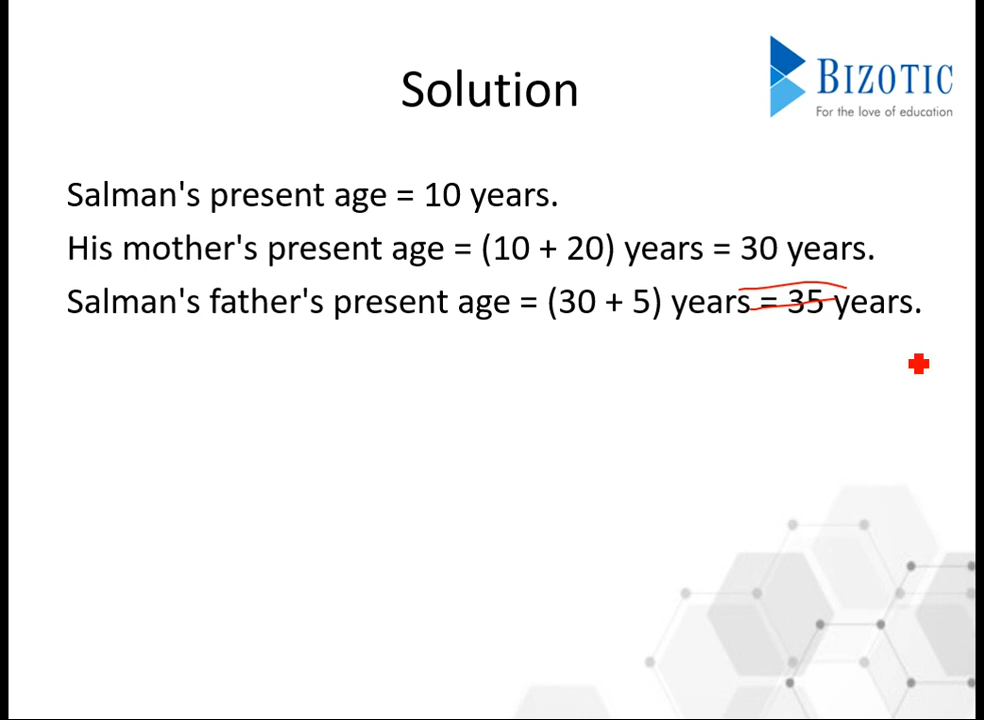 Solution
BIZOTIC
For the love of education
Salman's present age = 10 years.
His mother's present age = (10 + 20) years = 30 years.
Salman's father's present age = (30 + 5) years = 35 years.